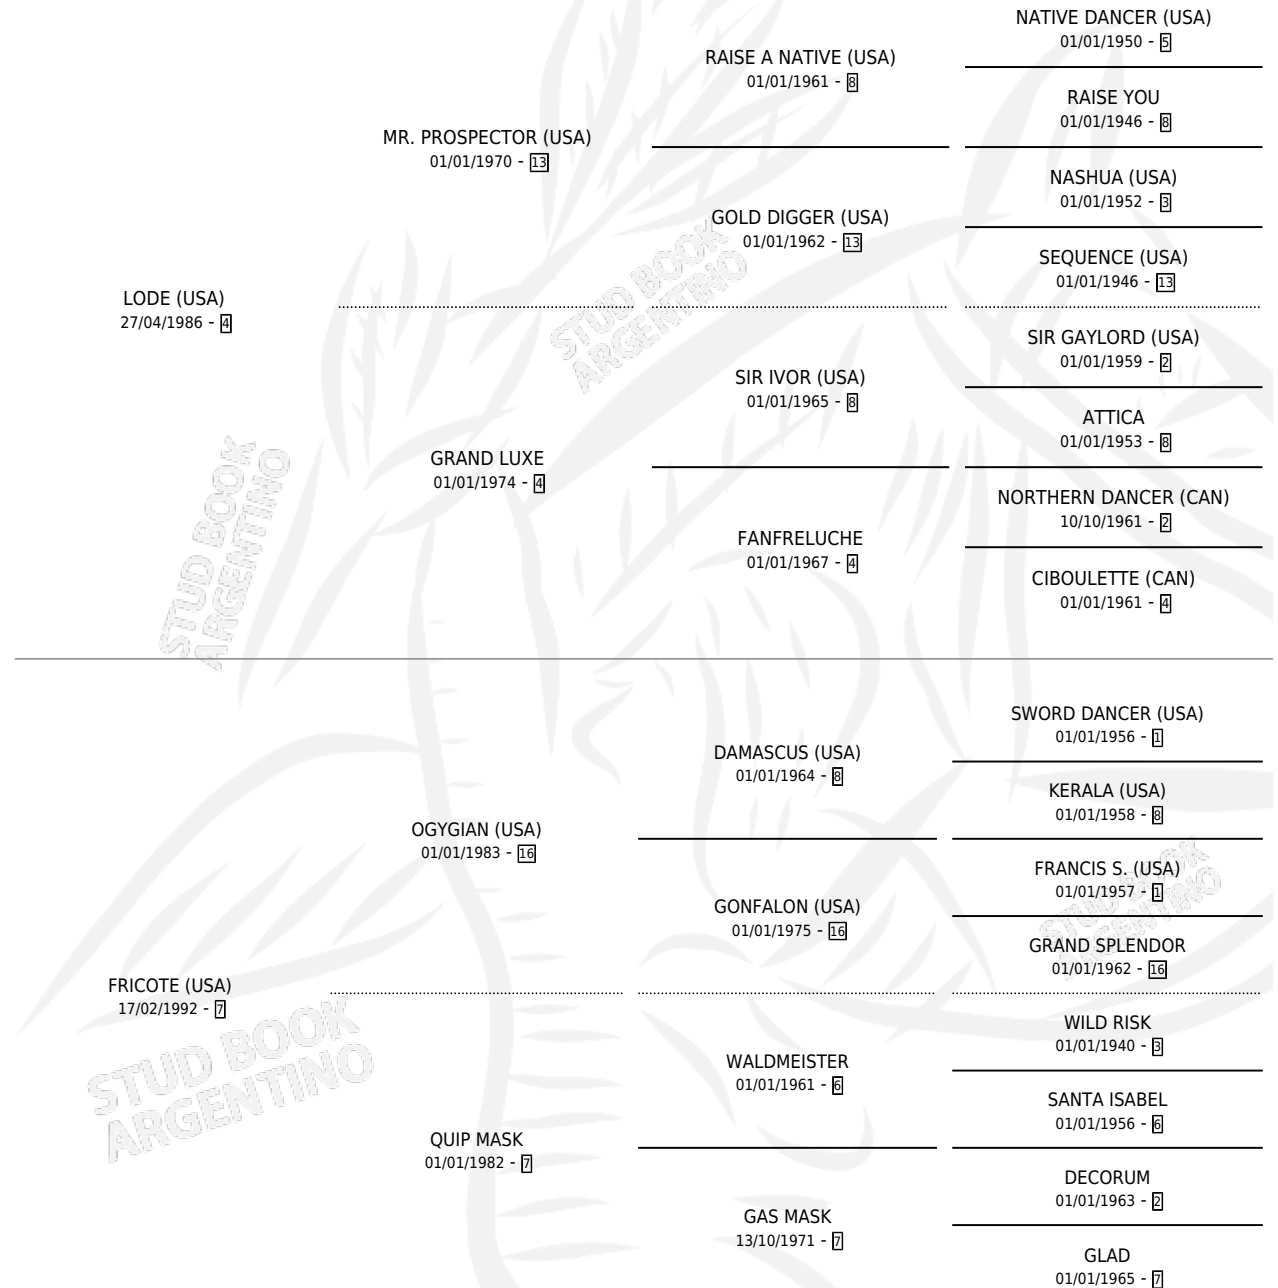 NATIVE DANCER (USA)
01/01/1950 - 5
RAISE A NATIVE (USA)
01/01/1961 - 8
RAISE YOU
01/01/1946 - 8
MR. PROSPECTOR (USA)
01/01/1970 - 13
NASHUA (USA)
01/01/1952 - 3
GOLD DIGGER (USA)
01/01/1962 - 13
SEQUENCE (USA)
01/01/1946 - 13
LODE (USA)
27/04/1986 - 4
SIR GAYLORD (USA)
01/01/1959 - 2
SIR IVOR (USA)
01/01/1965 - 8
ATTICA
01/01/1953 - 8
GRAND LUXE
01/01/1974 - 4
NORTHERN DANCER (CAN)
10/10/1961 - 2
FANFRELUCHE
01/01/1967 - 4
CIBOULETTE (CAN)
01/01/1961 - 4
SWORD DANCER (USA)
01/01/1956 - 1
DAMASCUS (USA)
01/01/1964 - 8
KERALA (USA)
01/01/1958 - 8
OGYGIAN (USA)
01/01/1983 - 16
FRANCIS S. (USA)
01/01/1957 - 1
GONFALON (USA)
01/01/1975 - 16
GRAND SPLENDOR
01/01/1962 - 16
FRICOTE (USA)
17/02/1992 - 7
WILD RISK
01/01/1940 - 3
WALDMEISTER
01/01/1961 - 6
SANTA ISABEL
01/01/1956 - 6
QUIP MASK
01/01/1982 - 7
DECORUM
01/01/1963 - 2
GAS MASK
13/10/1971 - 7
GLAD
01/01/1965 - 7
STUD BOOK
ARGENTINO
STUD BOOK
ARGENTINO
STUD BOOK
ARGENTINO
STUD BOOK
ARGENTINO